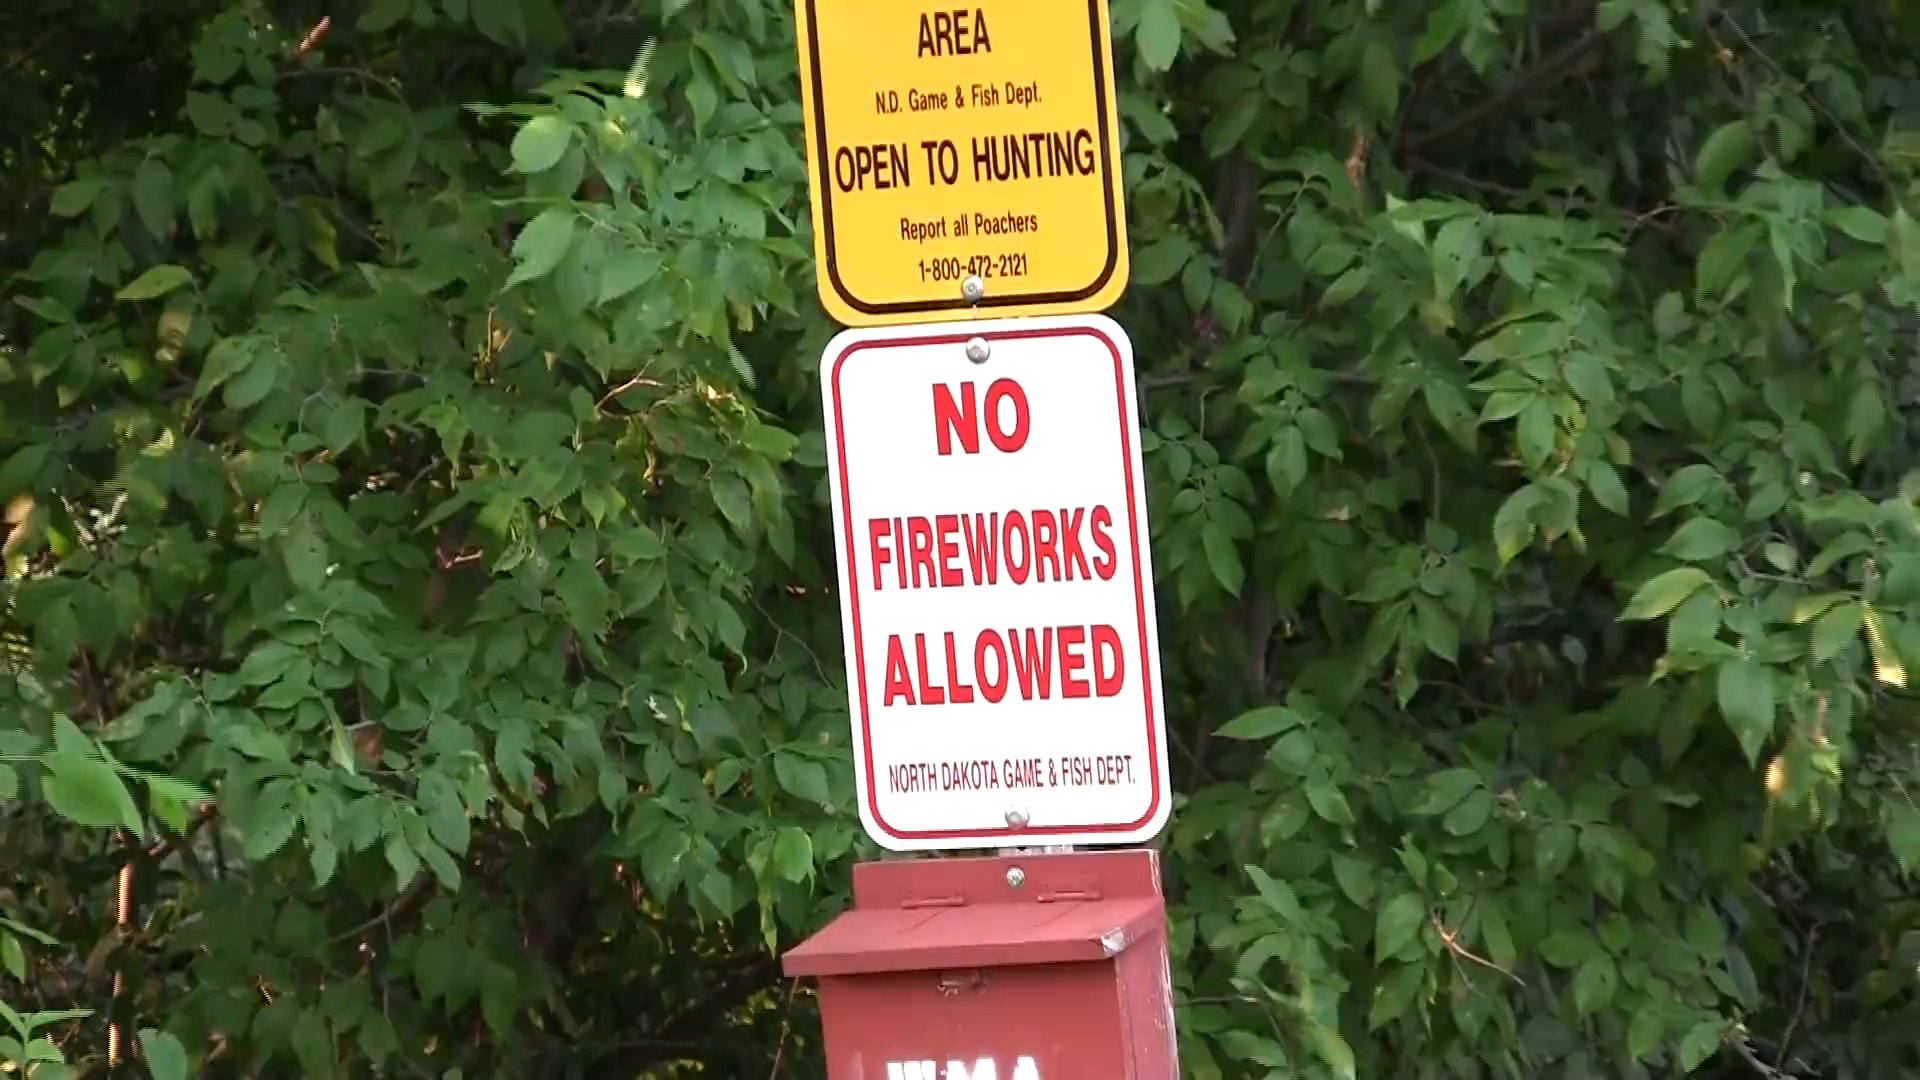 AREA
N.D. Game & Fish Dept.
OPEN TO HUNTING
Report all Poachers
1-800-472-2121
NO
FIREWORKS
ALLOWED
NORTH DAKOTA GAME & FISH DEPT.
WMA